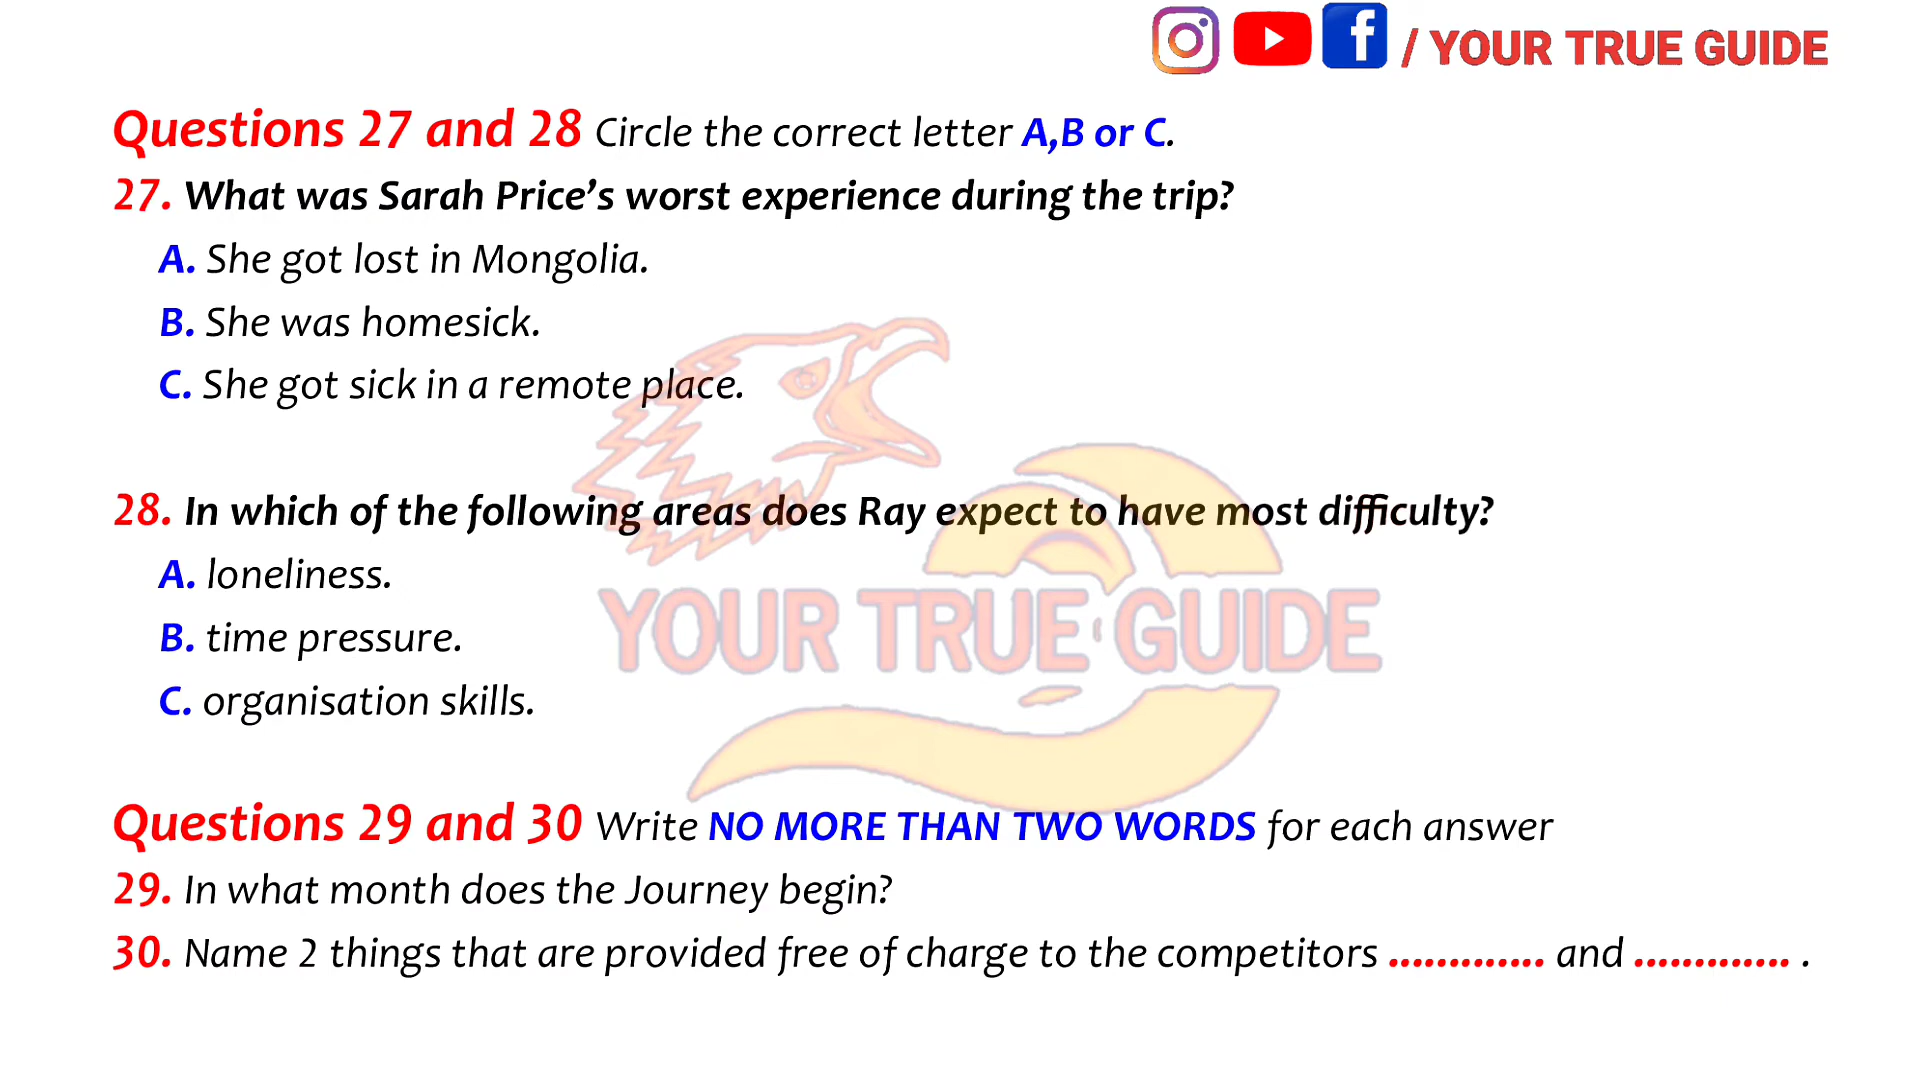 / YOUR TRUE GUIDE
Questions 27 and 28 Circle the correct letter A,B or C.
27. What was Sarah Price’s worst experience during the trip?
A. She got lost in Mongolia.
B. She was homesick.
C. She got sick in a remote place.
28. In which of the following areas does Ray expect to have most difficulty?
A. loneliness.
B. time pressure.
C. organisation skills.
YOUR TRUE GUIDE
Questions 29 and 30 Write NO MORE THAN TWO WORDS for each answer
29. In what month does the Journey begin?
30. Name 2 things that are provided free of charge to the competitors ............. and ............. .